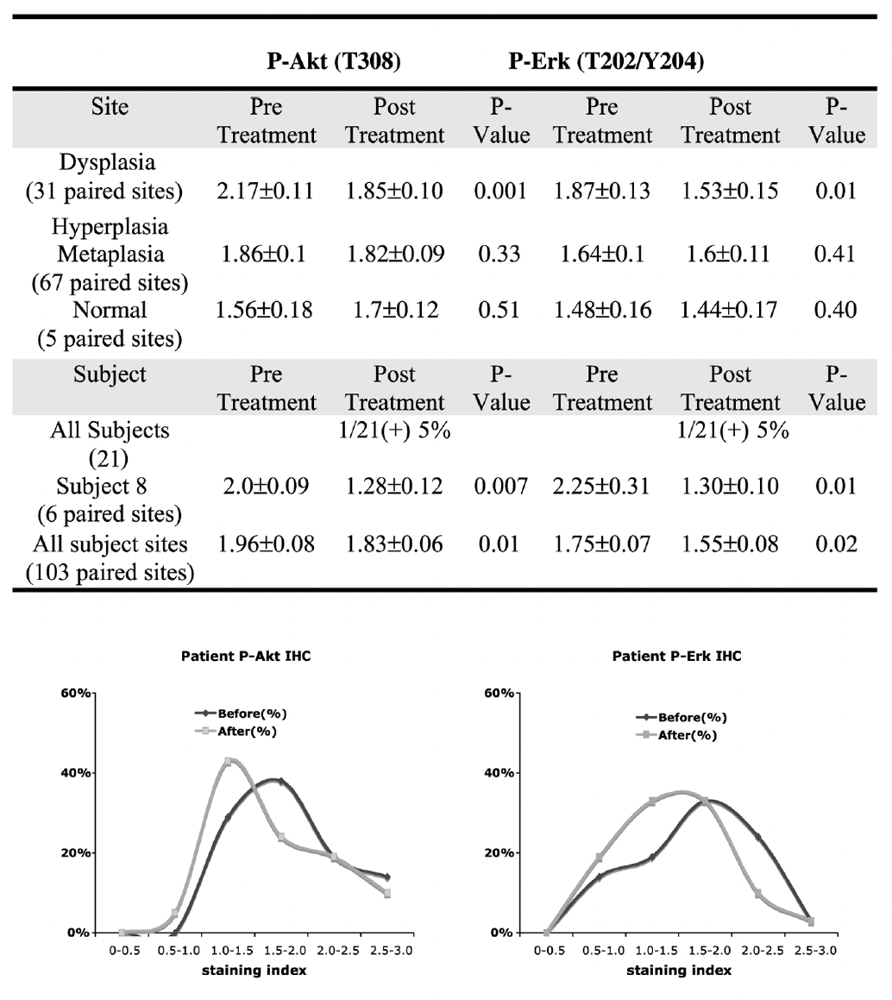 P-Akt (T308) P-Erk (T202/Y204)
Site Pre Post P- Pre Post P-
Treatment Treatment Value Treatment Treatment Value
Dysplasia
(31 paired sites) 2.17±0.11 1.85±0.10 0.001 1.87±0.13 1.53±0.15 0.01
Hyperplasia
Metaplasia 1.86±0.1 1.82±0.09 0.33 1.64±0.1 1.6±0.11 0.41
(67 paired sites)
Normal 1.56±0.18 1.7±0.12 0.51 1.48±0.16 1.44±0.17 0.40
(5 paired sites)
Subject Pre Post P- Pre Post P-
Treatment Treatment Value Treatment Treatment Value
All Subjects 1/21(+) 5% 1/21(+) 5%
(21)
Subject 8 2.0±0.09 1.28±0.12 0.007 2.25±0.31 1.30±0.10 0.01
(6 paired sites)
All subject sites 1.96±0.08 1.83±0.06 0.01 1.75±0.07 1.55±0.08 0.02
(103 paired sites)
Patient P-Akt IHC
60%
Before(%)
After(%)
40%
20%
0%
0-0.5 0.5-1.0 1.0-1.5 1.5-2.0 2.0-2.5 2.5-3.0
staining index
Patient P-Erk IHC
60%
Before(%)
After(%)
40%
20%
0%
0-0.5 0.5-1.0 1.0-1.5 1.5-2.0 2.0-2.5 2.5-3.0
staining index